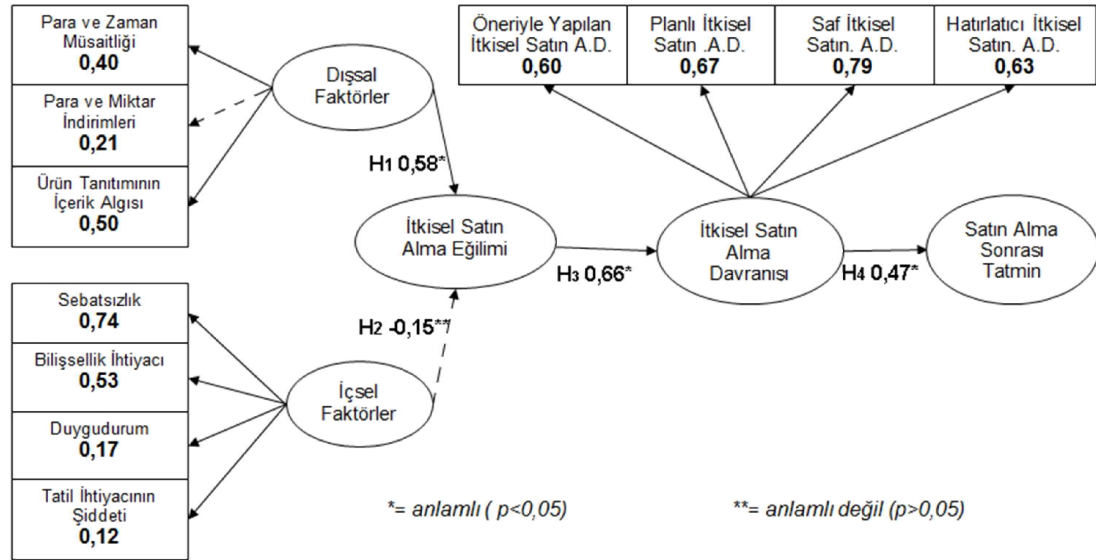 Para ve Zaman
Müsaitliği
0,40
Para ve Miktar
İndirimleri
0,21
Ürün Tanıtımının
İçerik Algısı
0,50
Dışsal
Faktörler
Öneriyle Yapılan
İtkisel Satın A.D.
0,60
Planlı İtkisel
Satın .A.D.
0,67
Saf İtkisel
Satın. A.D.
0,79
Hatırlatıcı İtkisel
Satın. A.D.
0,63
H1 0,58*
İtkisel Satın
Alma Eğilimi
H3 0,66*
İtkisel Satın
Alma
Davranısı
H4 0,47*
Satın Alma
Sonrası
Tatmin
Sebatsızlık
0,74
Bilişsellik İhtiyacı
0,53
Duygudurum
0,17
Tatil İhtiyacının
Şiddeti
0,12
H2 -0,15**
İçsel
Faktörler
*= anlamlı ( p<0,05)
**= anlamlı değil (p>0,05)